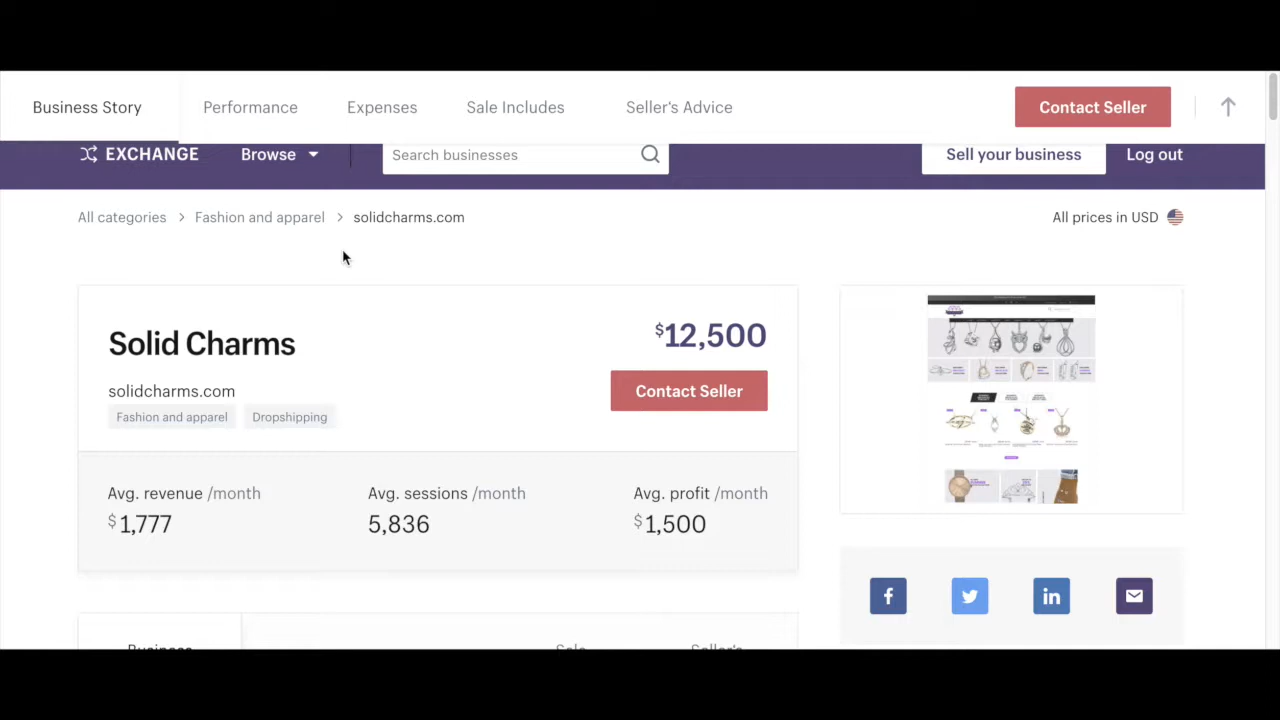 Business Story Performance Expenses Sale Includes Seller's Advice Contact Seller
EXCHANGE Browse Search businesses Sell your business Log out
All categories > Fashion and apparel > solidcharms.com All prices in USD
Solid Charms
$12,500
solidcharms.com
Contact Seller
Fashion and apparel Dropshipping
Avg. revenue /month Avg. sessions /month Avg. profit /month
$1,777 5,836 $1,500
Business Sale Seller's